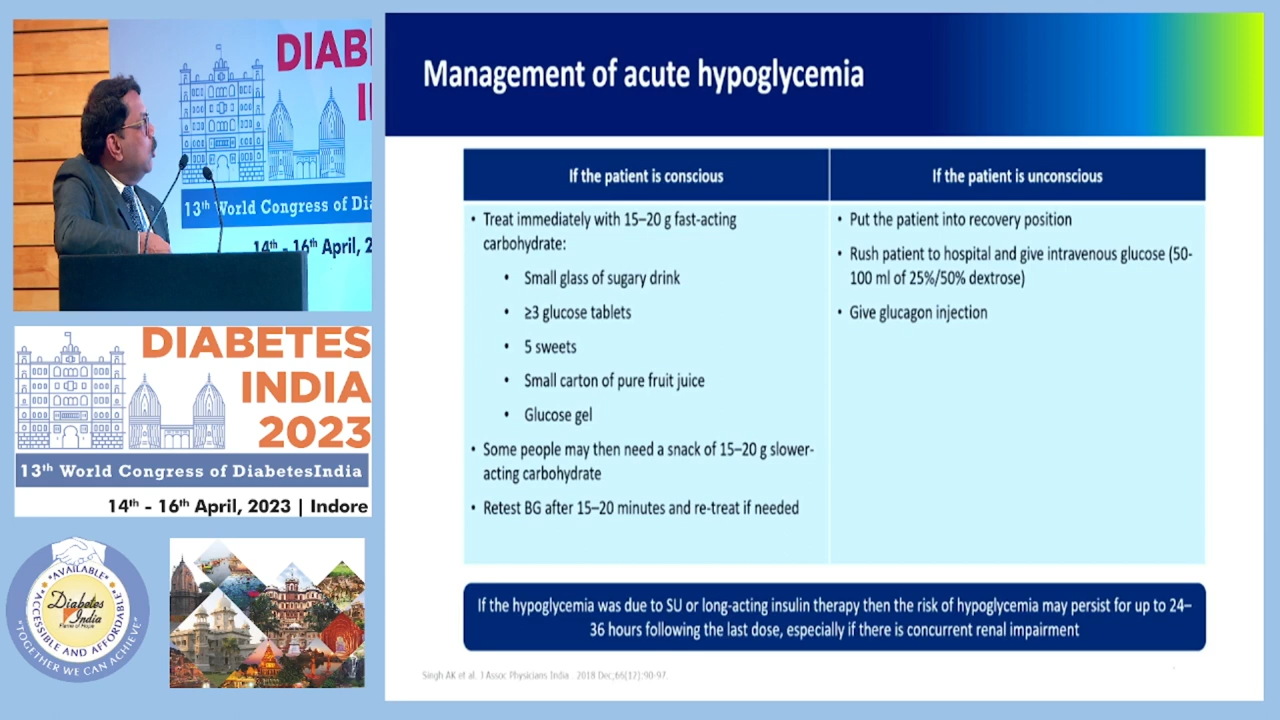 DIAB
I
13th World Congress of Dia
14th - 16th April, 2
DIABETES
INDIA
2023
13th World Congress of DiabetesIndia
14th - 16th April, 2023 | Indore
*AVAILABLE*
*ACCESSIBLE AND AFFORDABLE*
Diabetes
India
Flame of Hope
"TOGETHER WE CAN ACHIEVE"
Management of acute hypoglycemia
If the patient is conscious
• Treat immediately with 15–20 g fast-acting
carbohydrate:
• Small glass of sugary drink
• ≥3 glucose tablets
• 5 sweets
• Small carton of pure fruit juice
• Glucose gel
• Some people may then need a snack of 15–20 g slower-
acting carbohydrate
• Retest BG after 15–20 minutes and re-treat if needed
If the patient is unconscious
• Put the patient into recovery position
• Rush patient to hospital and give intravenous glucose (50-
100 ml of 25%/50% dextrose)
• Give glucagon injection
If the hypoglycemia was due to SU or long-acting insulin therapy then the risk of hypoglycemia may persist for up to 24–
36 hours following the last dose, especially if there is concurrent renal impairment
Singh AK et al. J Assoc Physicians India . 2018 Dec;66(12):90-97.